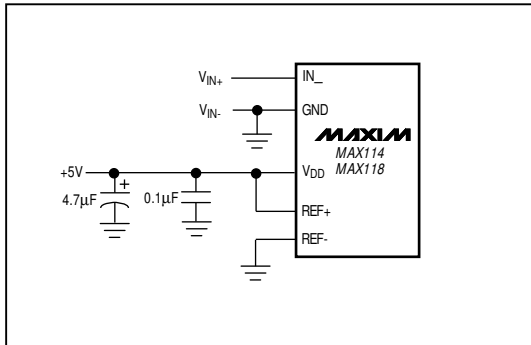 V_IN+ IN_
V_IN- GND
MAXIM
MAX114
MAX118
+5V V_DD
+
4.7µF 0.1µF
REF+
REF-